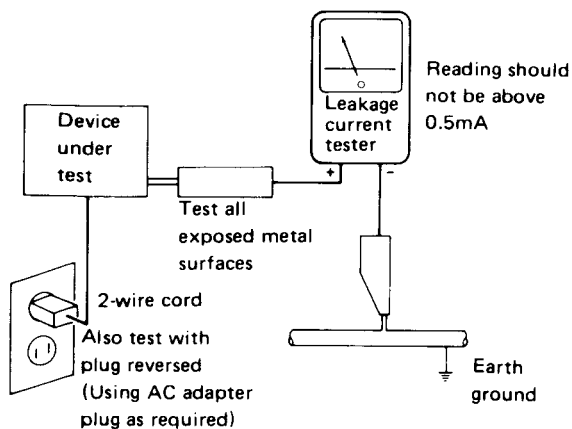 Device
under
test
Leakage
current
tester
+ -
Reading should
not be above
0.5mA
Test all
exposed metal
surfaces
2-wire cord
Also test with
plug reversed
(Using AC adapter
plug as required)
Earth
ground